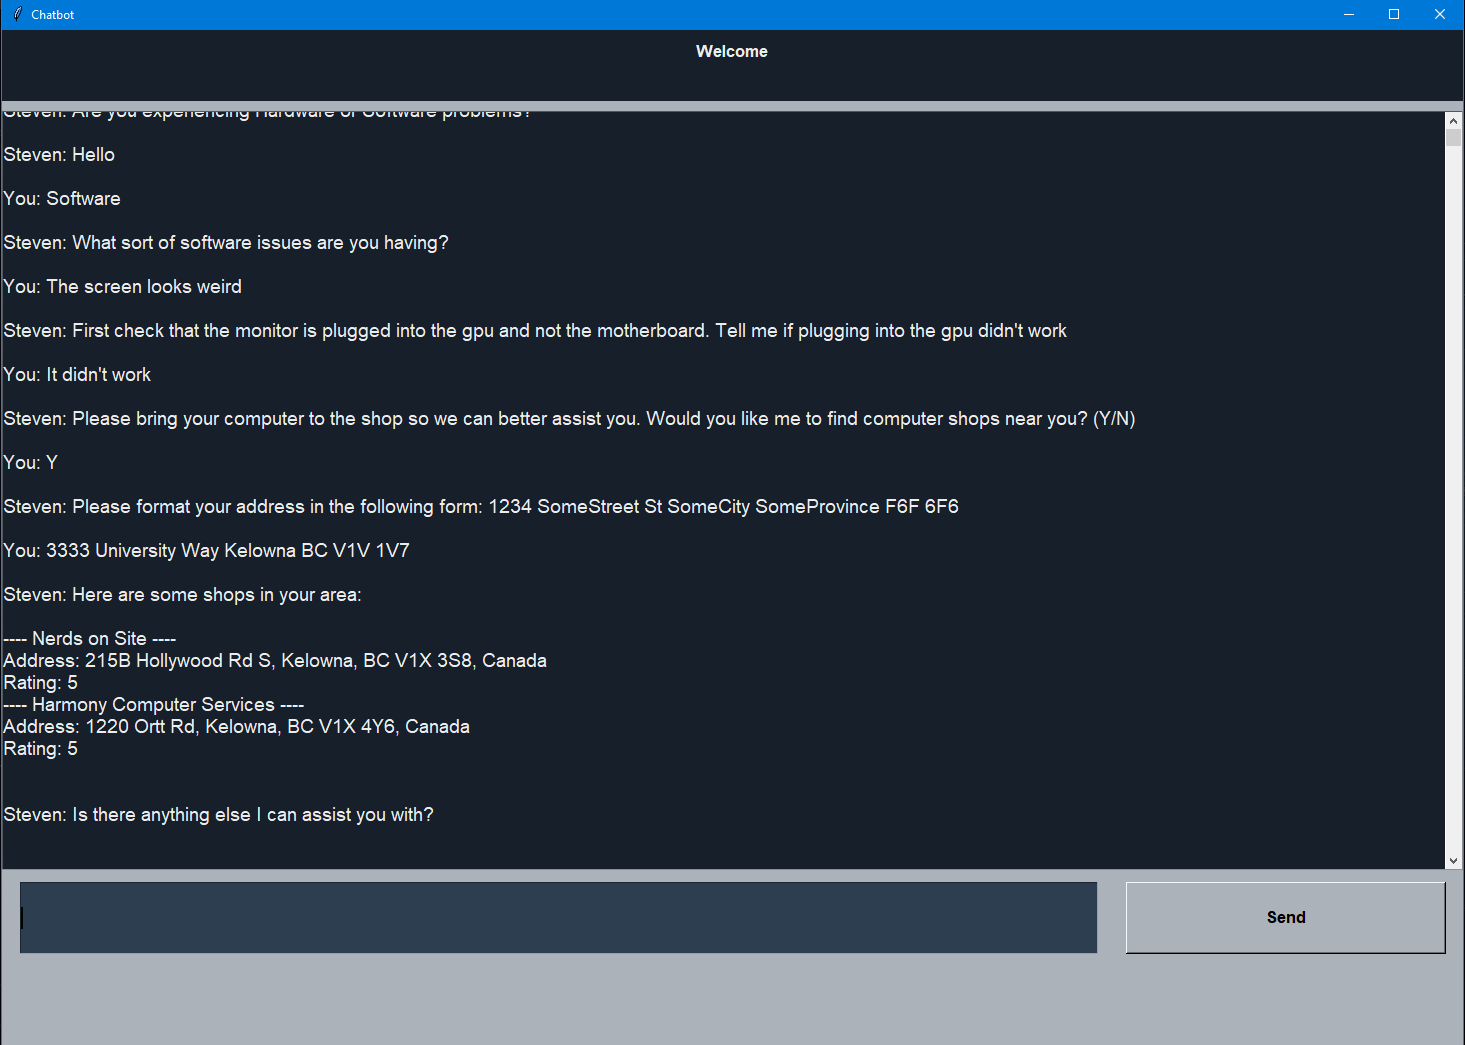 Chatbot
Welcome
Steven: Are you experiencing Hardware or Software problems?
Steven: Hello
You: Software
Steven: What sort of software issues are you having?
You: The screen looks weird
Steven: First check that the monitor is plugged into the gpu and not the motherboard. Tell me if plugging into the gpu didn't work
You: It didn't work
Steven: Please bring your computer to the shop so we can better assist you. Would you like me to find computer shops near you? (Y/N)
You: Y
Steven: Please format your address in the following form: 1234 SomeStreet St SomeCity SomeProvince F6F 6F6
You: 3333 University Way Kelowna BC V1V 1V7
Steven: Here are some shops in your area:
---- Nerds on Site ----
Address: 215B Hollywood Rd S, Kelowna, BC V1X 3S8, Canada
Rating: 5
---- Harmony Computer Services ----
Address: 1220 Ortt Rd, Kelowna, BC V1X 4Y6, Canada
Rating: 5
Steven: Is there anything else I can assist you with?
Send